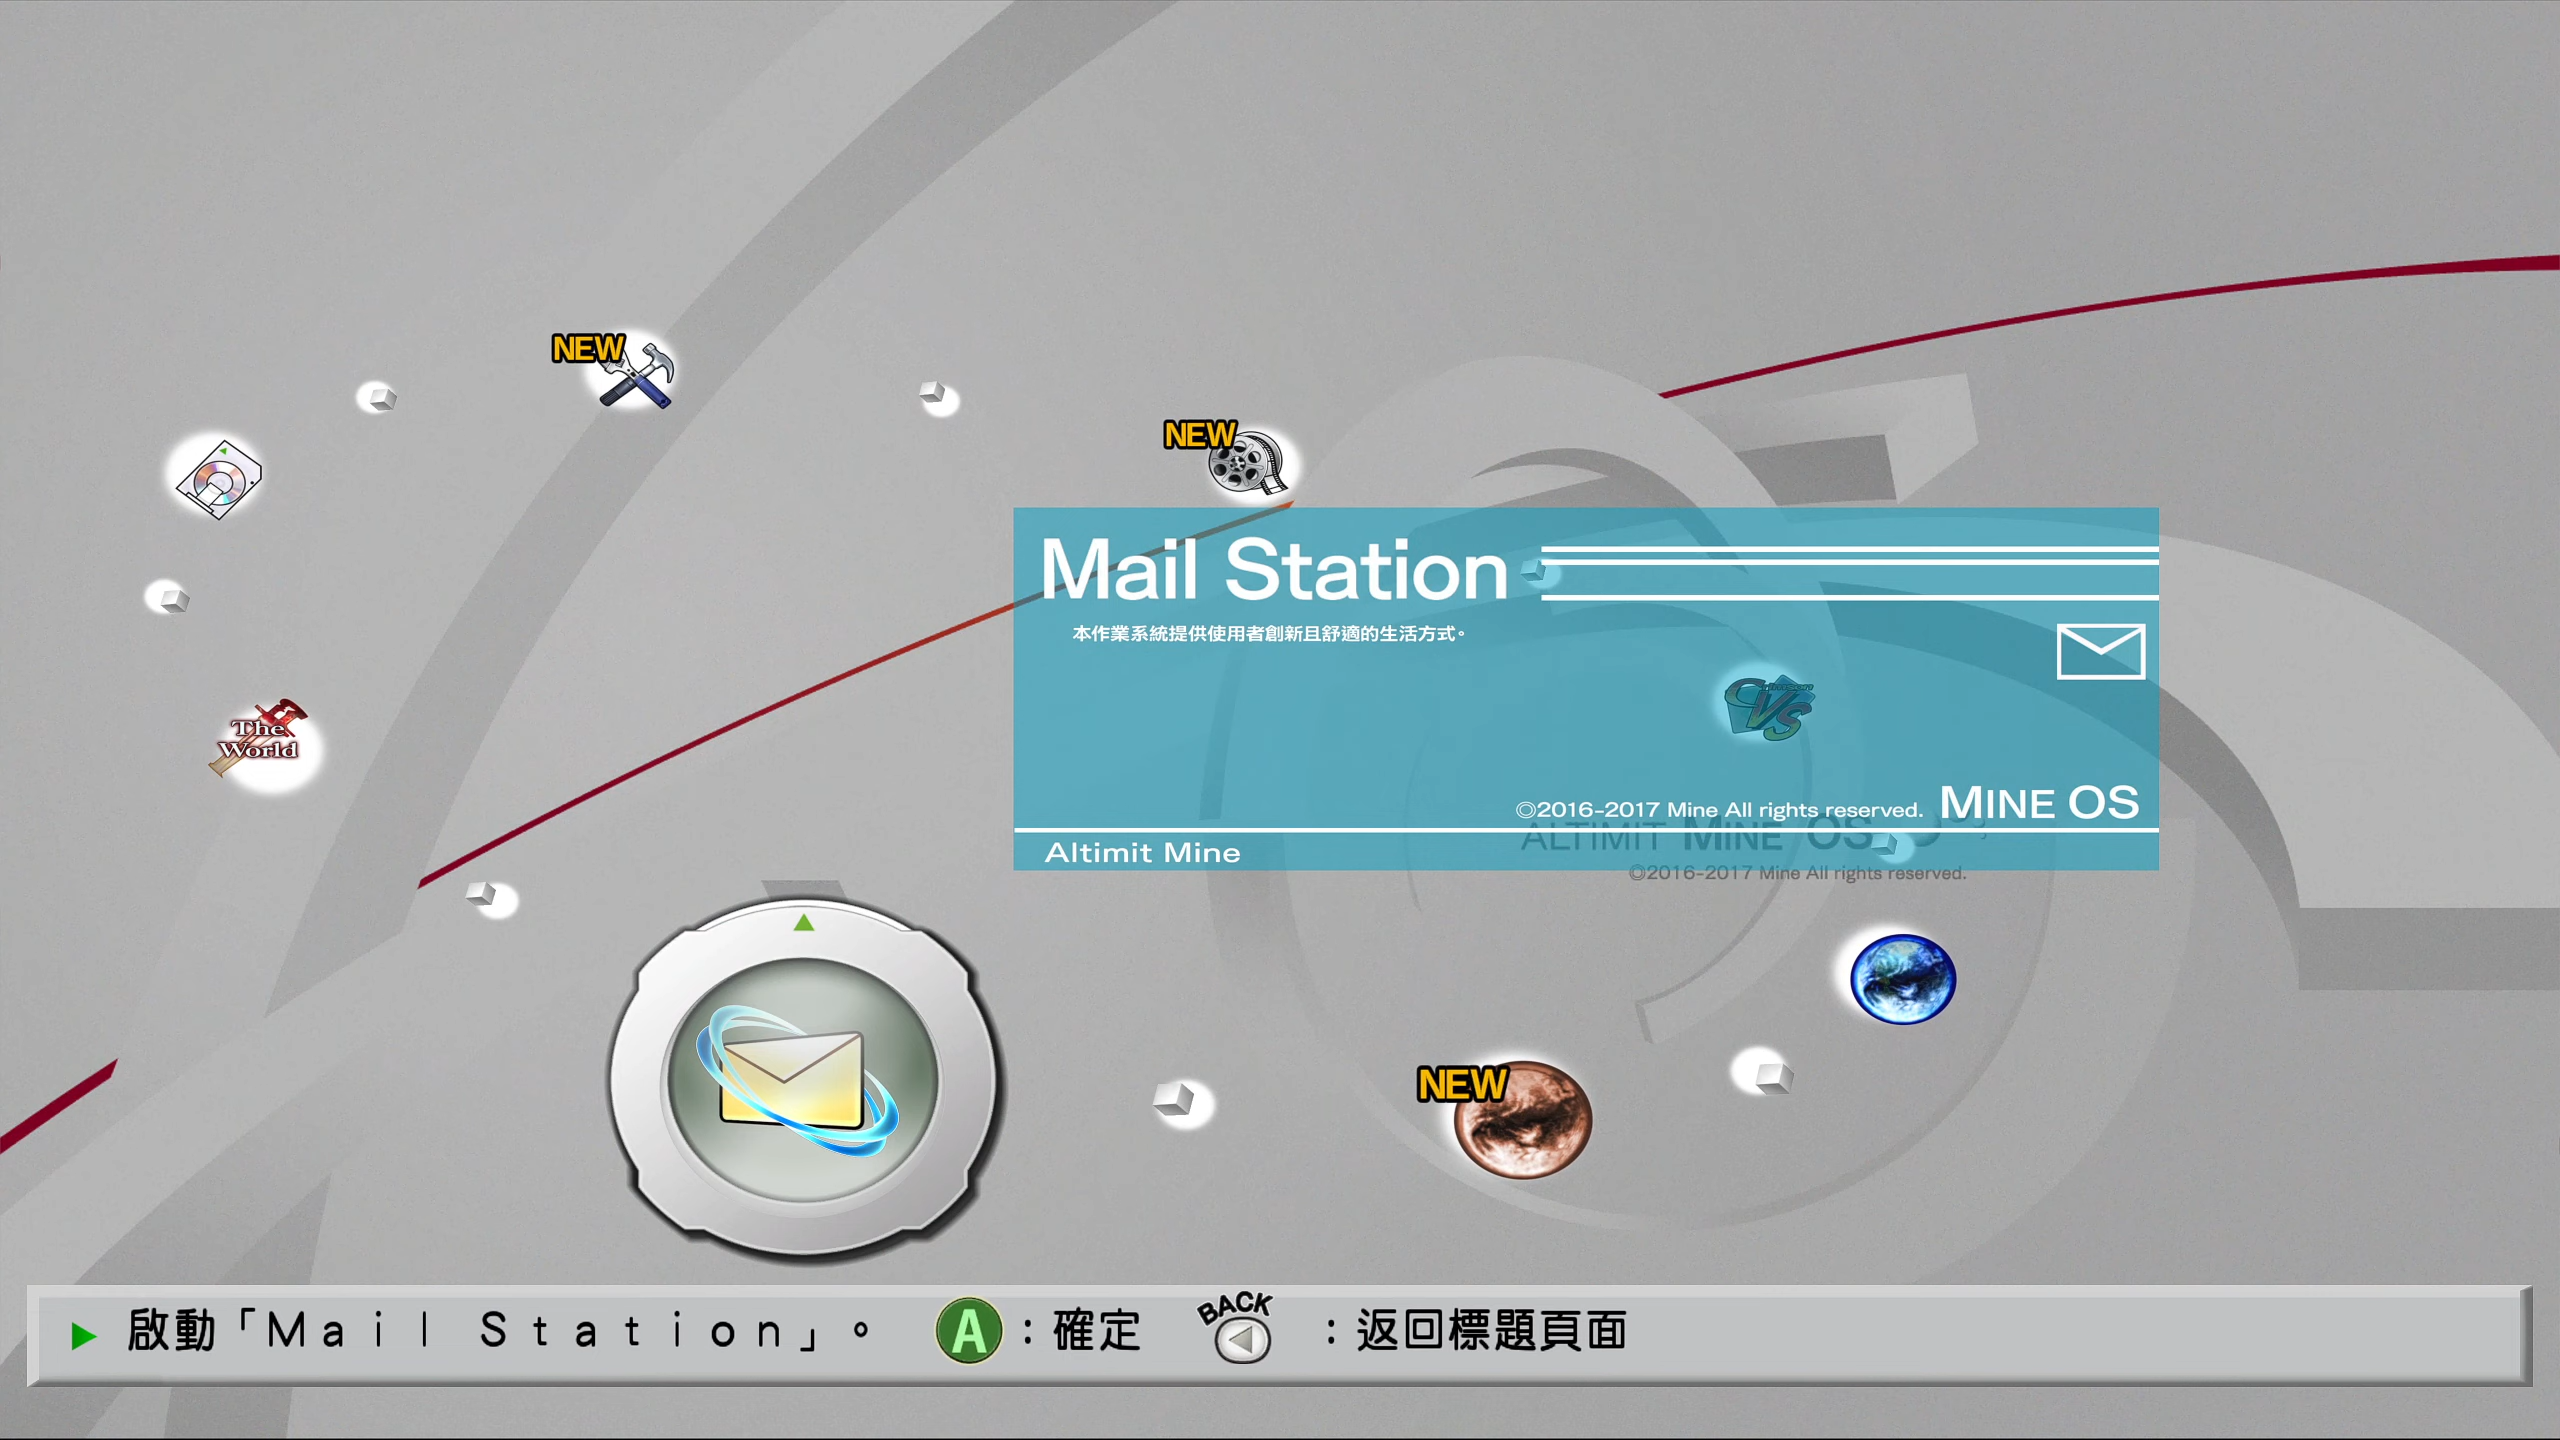 NEW
NEW
Mail Station
本作業系統提供使用者創新且舒適的生活方式。
The
World
CVS
©2016-2017 Mine All rights reserved. MINE OS
ALTIMIT MINE OS
Altimit Mine
©2016-2017 Mine All rights reserved.
NEW
啟動「Mail Station」。 A：確定 BACK：返回標題頁面